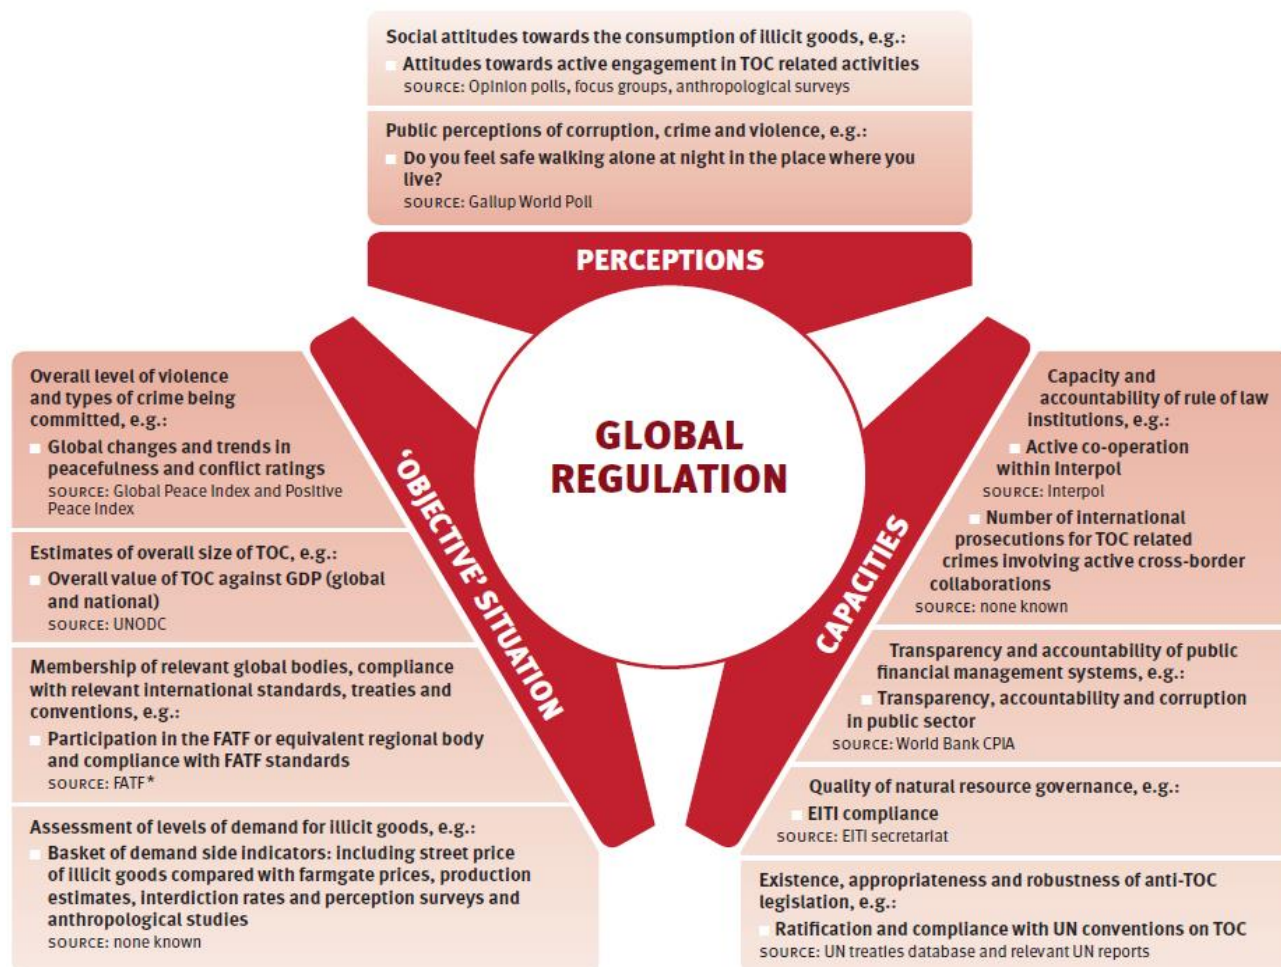 Social attitudes towards the consumption of illicit goods, e.g.:
Attitudes towards active engagement in TOC related activities
SOURCE: Opinion polls, focus groups, anthropological surveys
Public perceptions of corruption, crime and violence, e.g.:
Do you feel safe walking alone at night in the place where you
live?
SOURCE: Gallup World Poll
PERCEPTIONS
GLOBAL
REGULATION
'OBJECTIVE' SITUATION
Overall level of violence
and types of crime being
committed, e.g.:
Global changes and trends in
peacefulness and conflict ratings
SOURCE: Global Peace Index and Positive
Peace Index
Estimates of overall size of TOC, e.g.:
Overall value of TOC against GDP (global
and national)
SOURCE: UNODC
Membership of relevant global bodies, compliance
with relevant international standards, treaties and
conventions, e.g.:
Participation in the FATF or equivalent regional body
and compliance with FATF standards
SOURCE: FATF*
Assessment of levels of demand for illicit goods, e.g.:
Basket of demand side indicators: including street price
of illicit goods compared with farmgate prices, production
estimates, interdiction rates and perception surveys and
anthropological studies
SOURCE: none known
CAPACITIES
Capacity and
accountability of rule of law
institutions, e.g.:
Active co-operation
within Interpol
SOURCE: Interpol
Number of international
prosecutions for TOC related
crimes involving active cross-border
collaborations
SOURCE: none known
Transparency and accountability of public
financial management systems, e.g.:
Transparency, accountability and corruption
in public sector
SOURCE: World Bank CPIA
Quality of natural resource governance, e.g.:
EITI compliance
SOURCE: EITI secretariat
Existence, appropriateness and robustness of anti-TOC
legislation, e.g.:
Ratification and compliance with UN conventions on TOC
SOURCE: UN treaties database and relevant UN reports